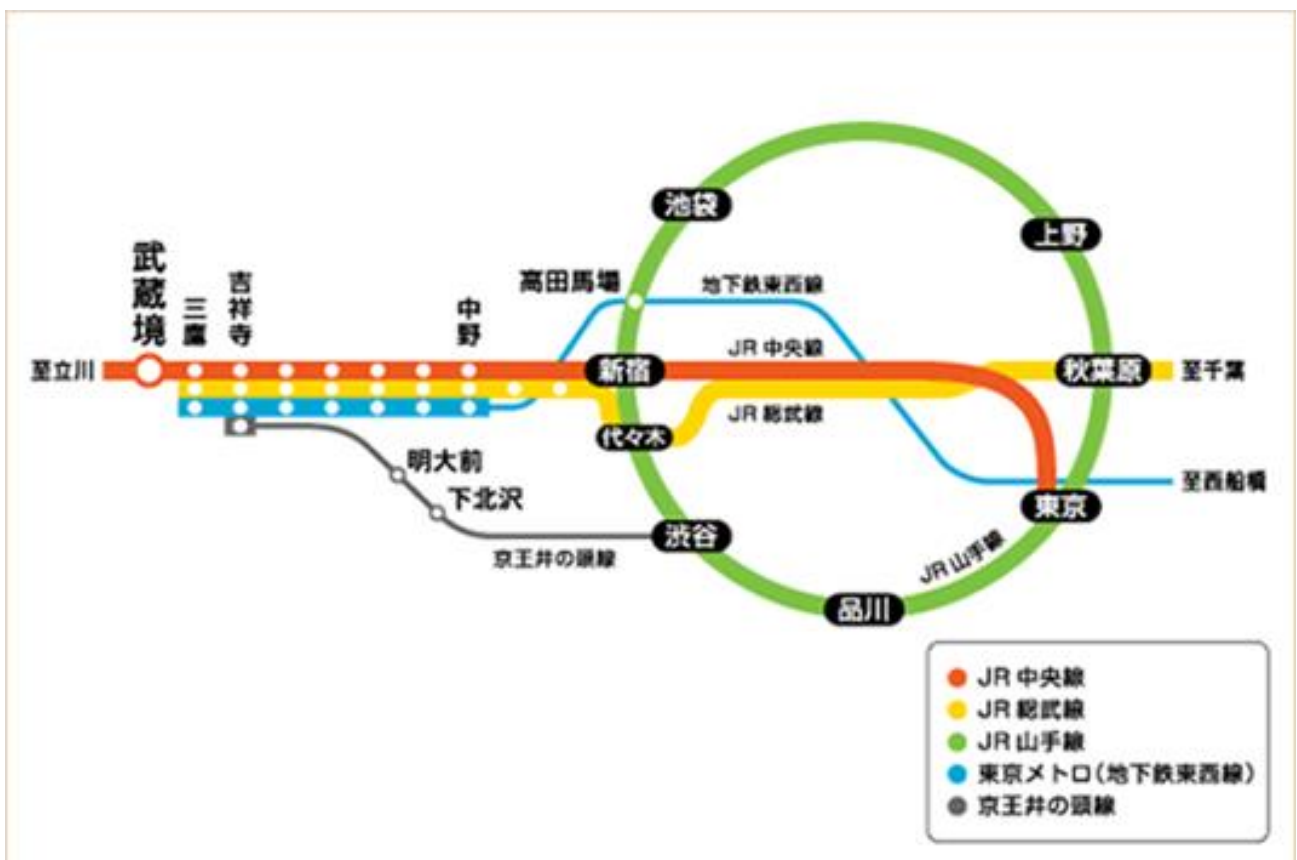 池袋
上野
武蔵境
三鷹
吉祥寺
中野
高田馬場
地下鉄東西線
至立川
新宿
JR 中央線
秋葉原
至千葉
代々木
JR 総武線
明大前
下北沢
至西船橋
東京
渋谷
京王井の頭線
JR 山手線
品川
JR 中央線
JR 総武線
JR 山手線
東京メトロ(地下鉄東西線)
京王井の頭線